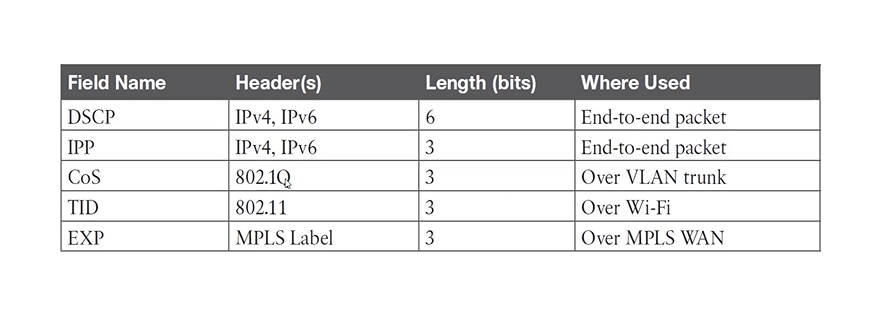 Field Name Header(s) Length (bits) Where Used
DSCP IPv4, IPv6 6 End-to-end packet
IPP IPv4, IPv6 3 End-to-end packet
CoS 802.1Q 3 Over VLAN trunk
TID 802.11 3 Over Wi-Fi
EXP MPLS Label 3 Over MPLS WAN